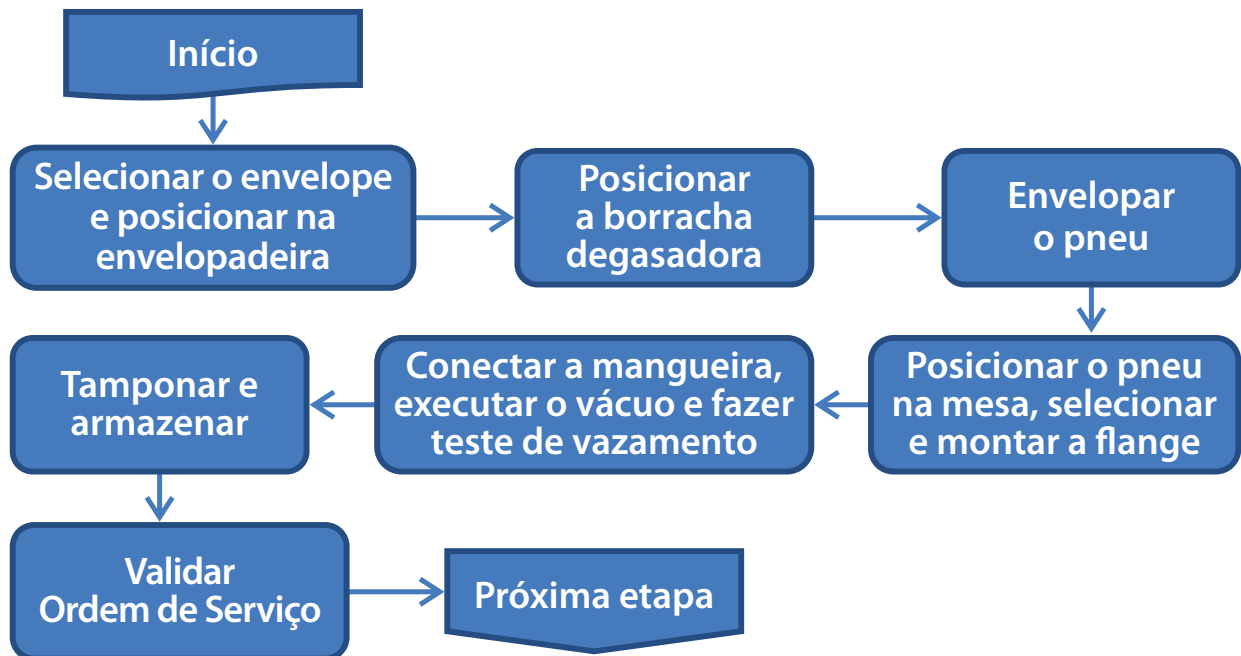 Início
Selecionar o envelope
e posicionar na
envelopadeira
Posicionar
a borracha
degasadora
Envelopar
o pneu
Posicionar o pneu
na mesa, selecionar
e montar a flange
Conectar a mangueira,
executar o vácuo e fazer
teste de vazamento
Tamponar e
armazenar
Validar
Ordem de Serviço
Próxima etapa